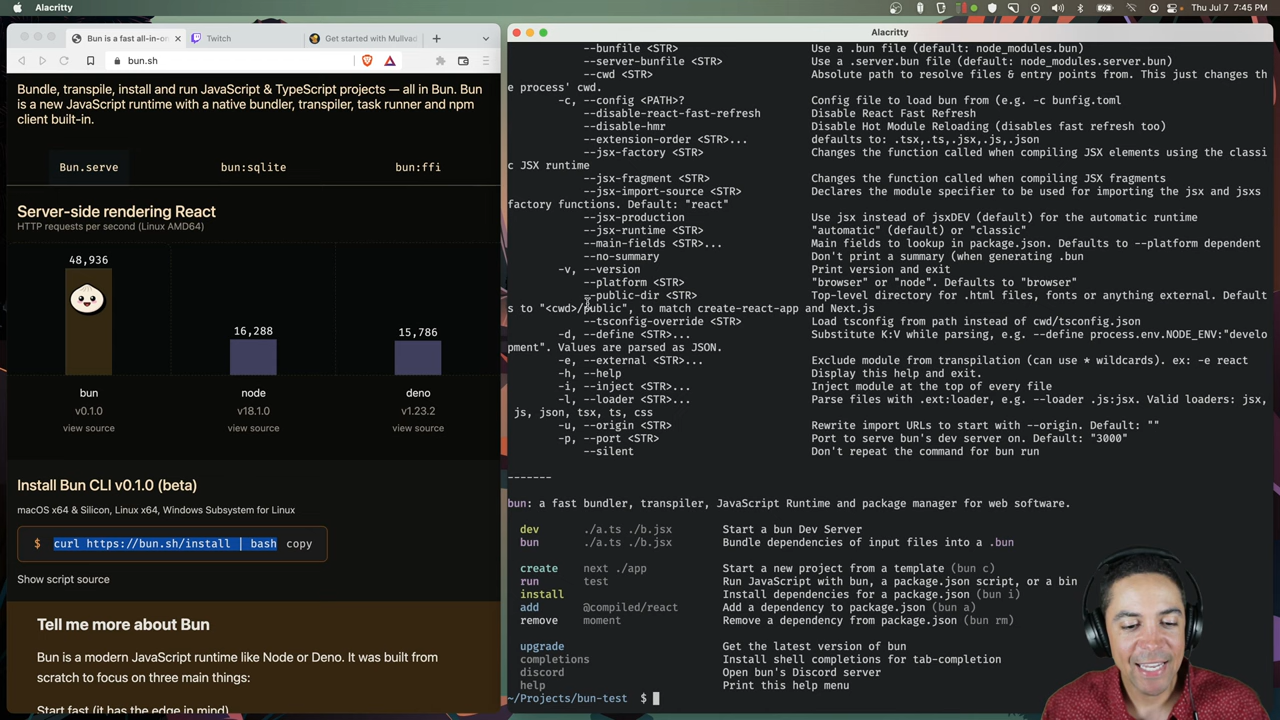 Alacritty
Thu Jul 7 7:45 PM
Bun is a fast all-in-on
Twitch
Get started with Mullvad
bun.sh
Bundle, transpile, install and run JavaScript & TypeScript projects — all in Bun. Bun
is a new JavaScript runtime with a native bundler, transpiler, task runner and npm
client built-in.
Bun.serve bun:sqlite bun:ffi
Server-side rendering React
HTTP requests per second (Linux AMD64)
48,936
16,288
15,786
bun node deno
v0.1.0 v18.1.0 v1.23.2
view source view source view source
Install Bun CLI v0.1.0 (beta)
macOS x64 & Silicon, Linux x64, Windows Subsystem for Linux
$ curl https://bun.sh/install | bash copy
Show script source
Tell me more about Bun
Bun is a modern JavaScript runtime like Node or Deno. It was built from
scratch to focus on three main things:
Start fast (it has the edge in mind).
Alacritty
--bunfile <STR> Use a .bun file (default: node_modules.bun)
--server-bunfile <STR> Use a .server.bun file (default: node_modules.server.bun)
--cwd <STR> Absolute path to resolve files & entry points from. This just changes th
e process' cwd.
-c, --config <PATH>? Config file to load bun from (e.g. -c bunfig.toml
--disable-react-fast-refresh Disable React Fast Refresh
--disable-hmr Disable Hot Module Reloading (disables fast refresh too)
--extension-order <STR>... defaults to: .tsx,.ts,.jsx,.js,.json
--jsx-factory <STR> Changes the function called when compiling JSX elements using the classi
c JSX runtime
--jsx-fragment <STR> Changes the function called when compiling JSX fragments
--jsx-import-source <STR> Declares the module specifier to be used for importing the jsx and jsxs
factory functions. Default: "react"
--jsx-production Use jsx instead of jsxDEV (default) for the automatic runtime
--jsx-runtime <STR> "automatic" (default) or "classic"
--main-fields <STR>... Main fields to lookup in package.json. Defaults to --platform dependent
--no-summary Don't print a summary (when generating .bun
-v, --version Print version and exit
--platform <STR> "browser" or "node". Defaults to "browser"
--public-dir <STR> Top-level directory for .html files, fonts or anything external. Default
s to "<cwd>/public", to match create-react-app and Next.js
--tsconfig-override <STR> Load tsconfig from path instead of cwd/tsconfig.json
-d, --define <STR>... Substitute K:V while parsing, e.g. --define process.env.NODE_ENV:"develo
pment". Values are parsed as JSON.
-e, --external <STR>... Exclude module from transpilation (can use * wildcards). ex: -e react
-h, --help Display this help and exit.
-i, --inject <STR>... Inject module at the top of every file
-l, --loader <STR>... Parse files with .ext:loader, e.g. --loader .js:jsx. Valid loaders: jsx,
js, json, tsx, ts, css
-u, --origin <STR> Rewrite import URLs to start with --origin. Default: ""
-p, --port <STR> Port to serve bun's dev server on. Default: "3000"
--silent Don't repeat the command for bun run
-------
bun: a fast bundler, transpiler, JavaScript Runtime and package manager for web software.
dev ./a.ts ./b.jsx Start a bun Dev Server
bun ./a.ts ./b.jsx Bundle dependencies of input files into a .bun
create next ./app Start a new project from a template (bun c)
run test Run JavaScript with bun, a package.json script, or a bin
install Install dependencies for a package.json (bun i)
add @compiled/react Add a dependency to package.json (bun a)
remove moment Remove a dependency from package.json (bun rm)
upgrade Get the latest version of bun
completions Install shell completions for tab-completion
discord Open bun's Discord server
help Print this help menu
~/Projects/bun-test $